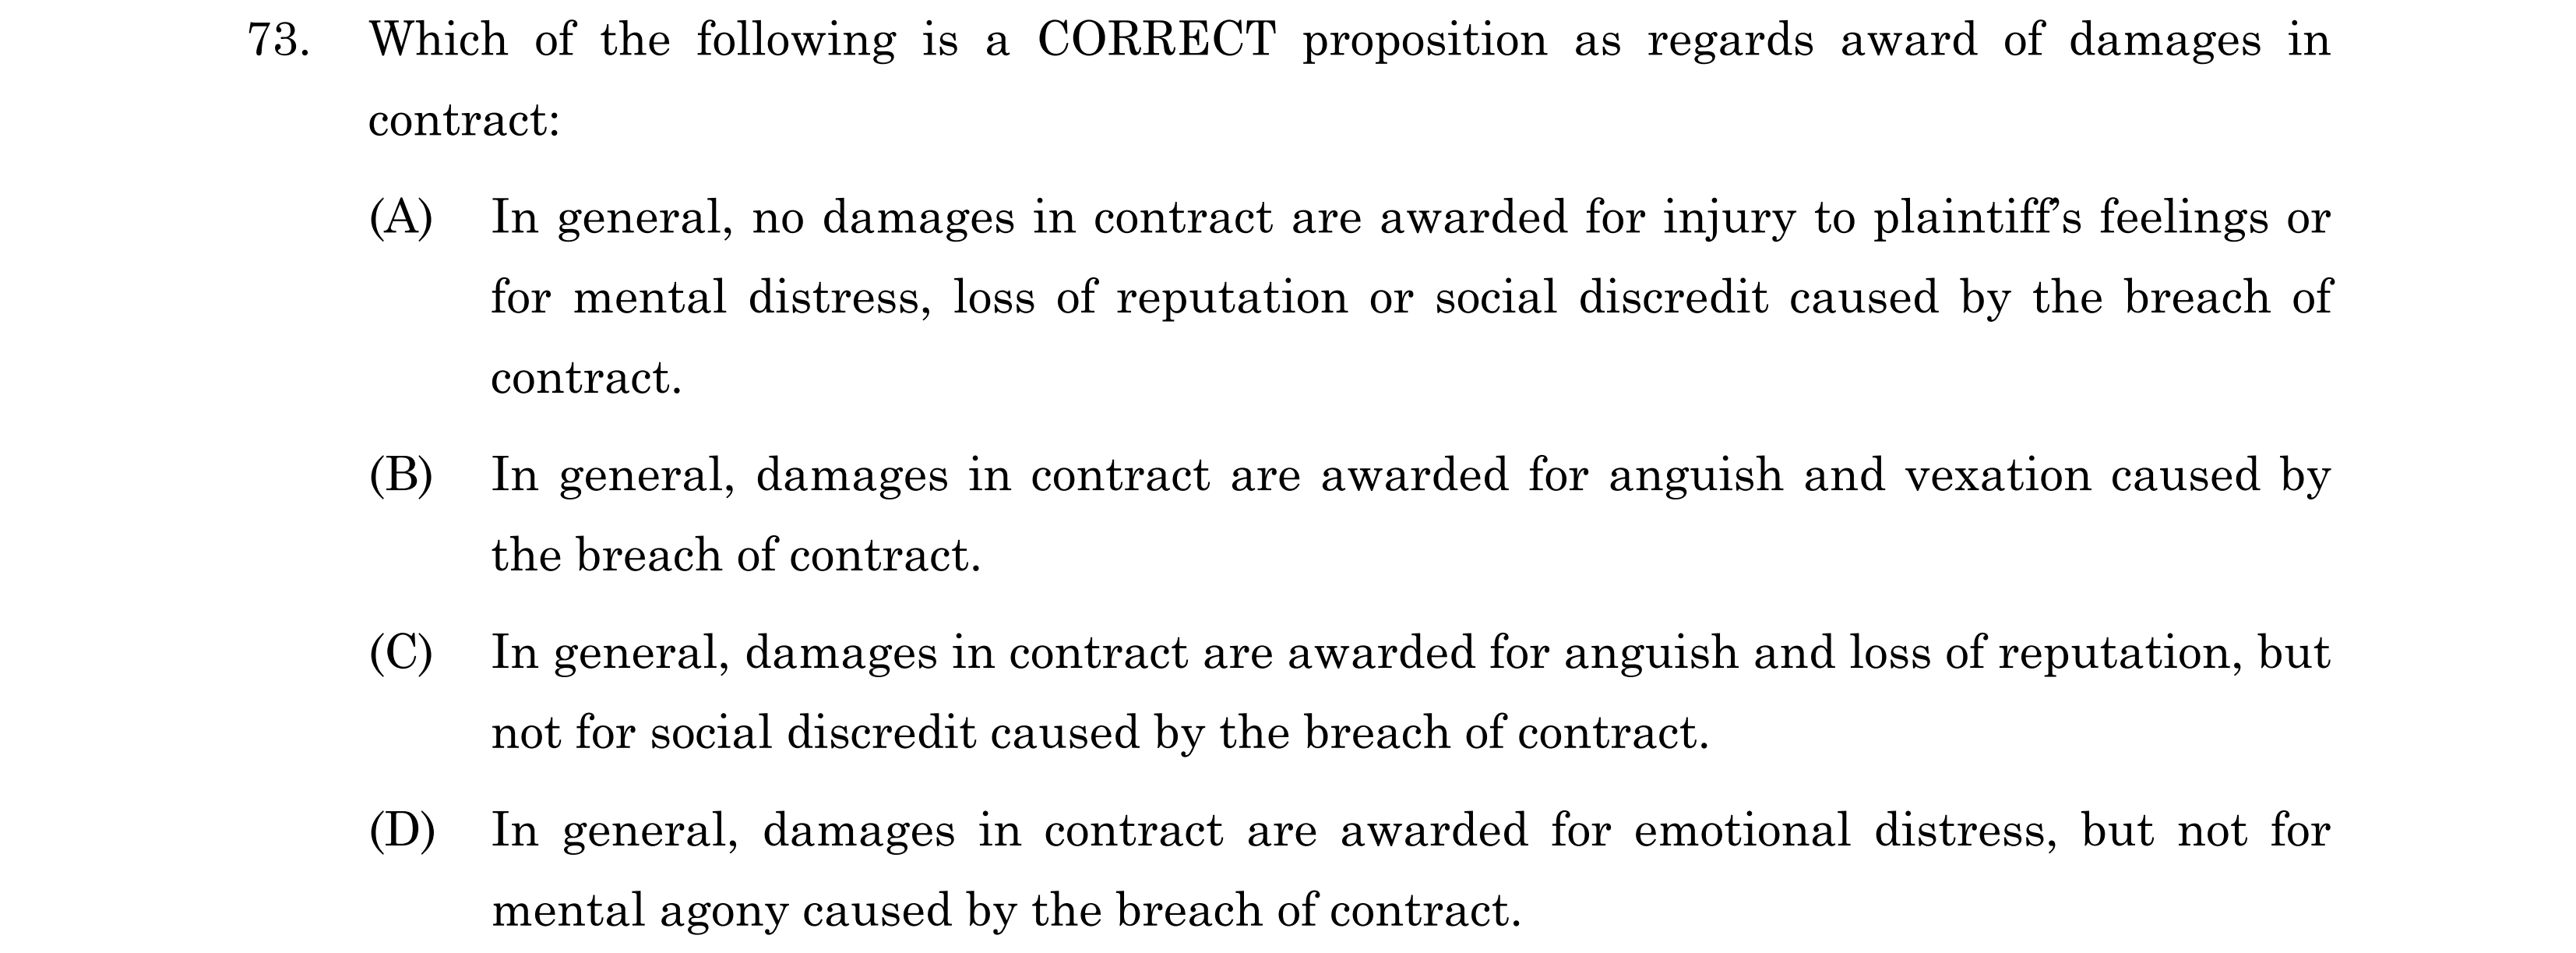 73. Which of the following is a CORRECT proposition as regards award of damages in
contract:
(A) In general, no damages in contract are awarded for injury to plaintiff’s feelings or
for mental distress, loss of reputation or social discredit caused by the breach of
contract.
(B) In general, damages in contract are awarded for anguish and vexation caused by
the breach of contract.
(C) In general, damages in contract are awarded for anguish and loss of reputation, but
not for social discredit caused by the breach of contract.
(D) In general, damages in contract are awarded for emotional distress, but not for
mental agony caused by the breach of contract.